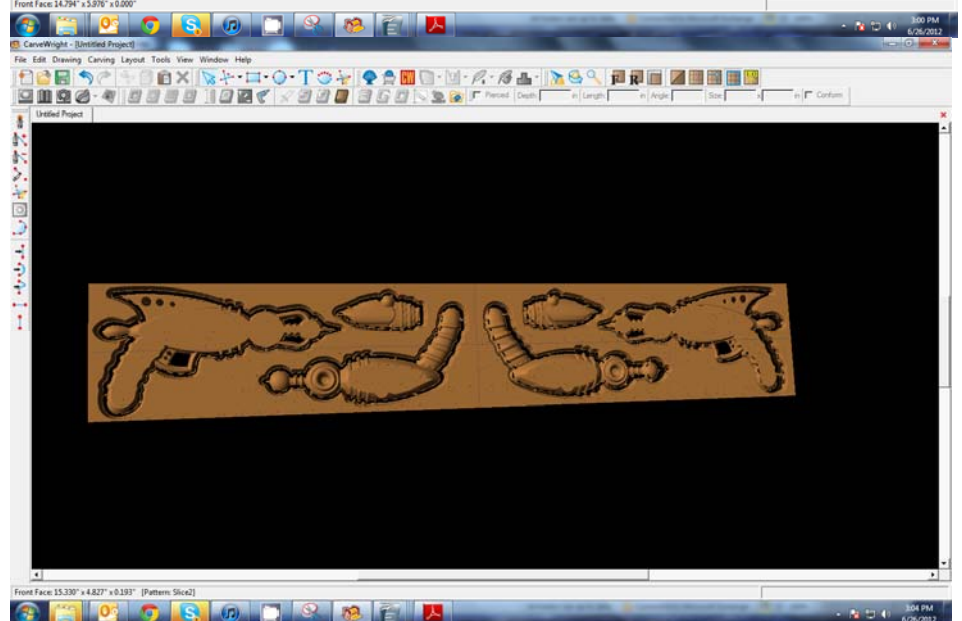 Front Face: 14.794" x 5.976" x 0.000"
3:00 PM
6/26/2012
CarveWright - [Untitled Project]
File Edit Drawing Carving Layout Tools View Window Help
Pierced Depth: in Length: in Angle: Size: x in Conform
Untitled Project
Front Face: 15.330" x 4.827" x 0.193" [Pattern: Slice2]
3:04 PM
6/26/2012